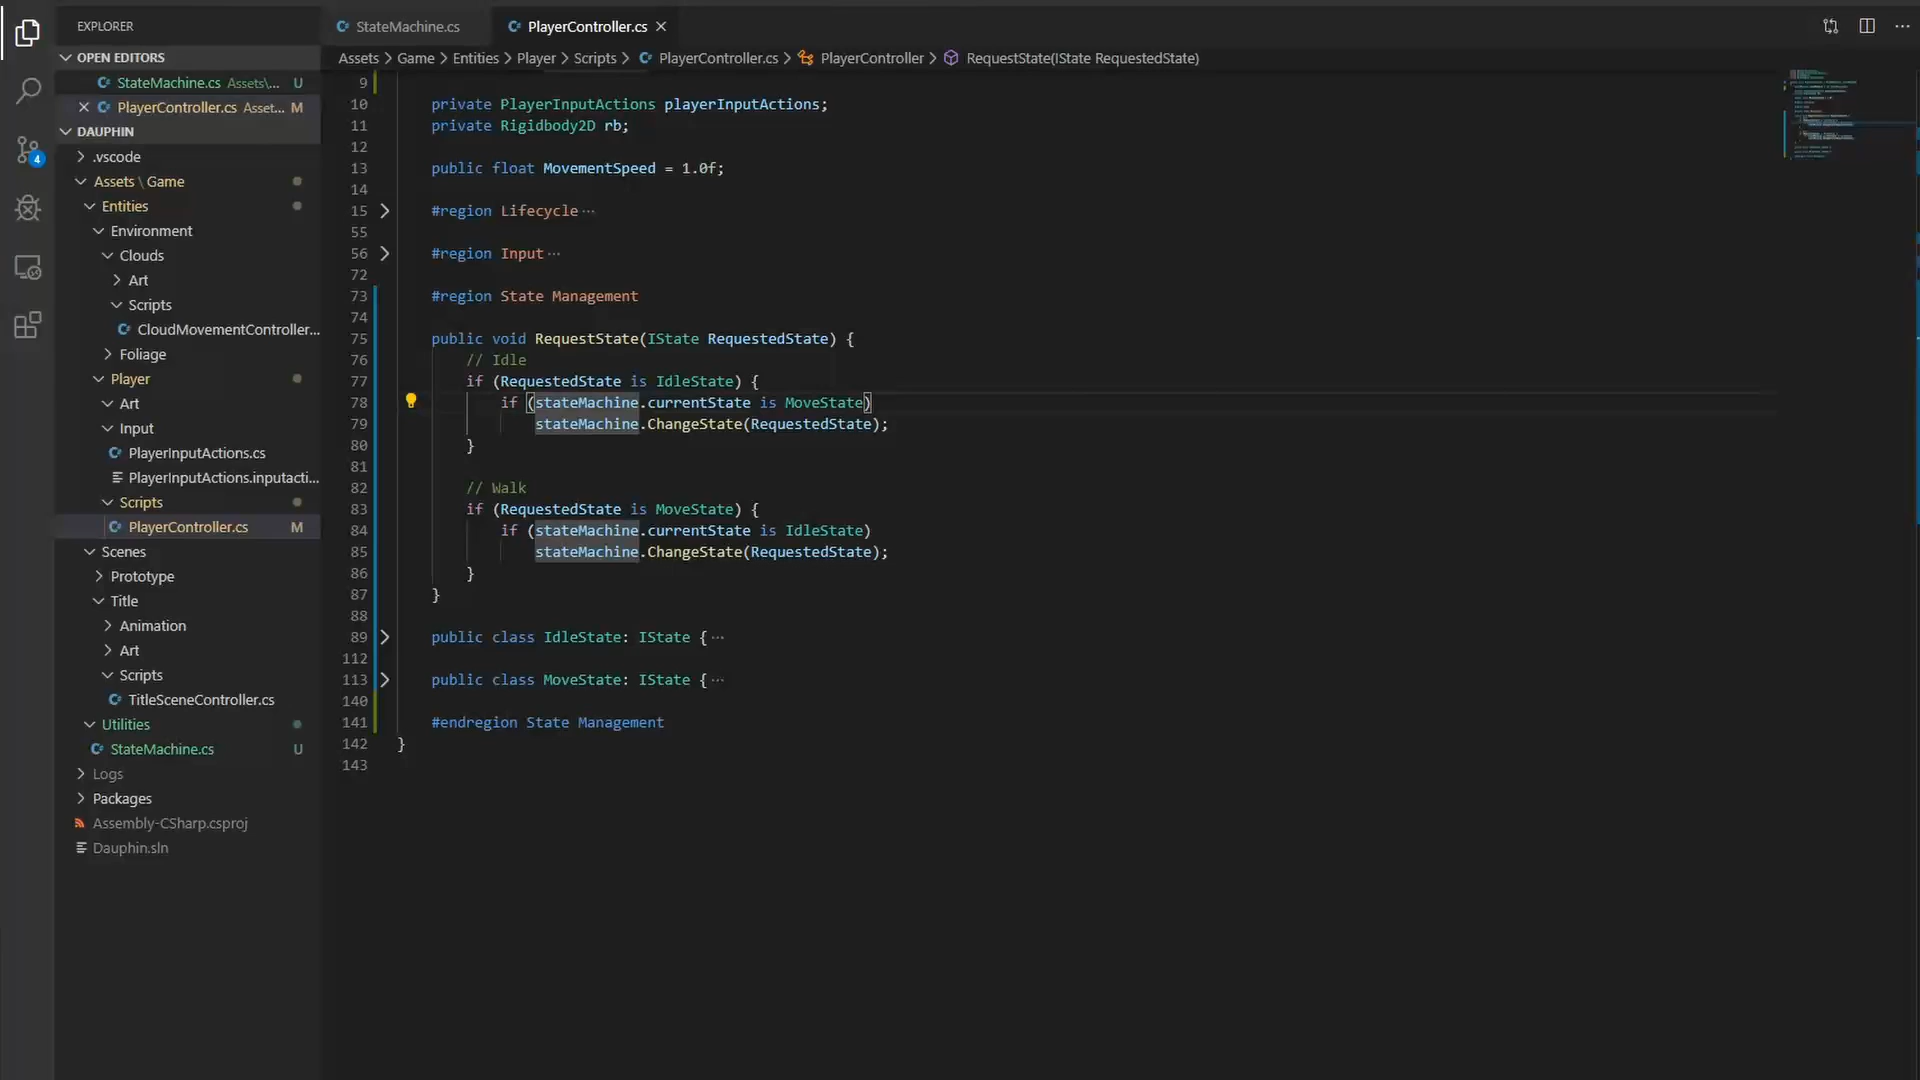 EXPLORER
OPEN EDITORS
StateMachine.cs Assets\... U
PlayerController.cs Asset... M
DAUPHIN
.vscode
Assets \ Game
Entities
Environment
Clouds
Art
Scripts
CloudMovementController...
Foliage
Player
Art
Input
PlayerInputActions.cs
PlayerInputActions.inputacti...
Scripts
PlayerController.cs M
Scenes
Prototype
Title
Animation
Art
Scripts
TitleSceneController.cs
Utilities
StateMachine.cs U
Logs
Packages
Assembly-CSharp.csproj
Dauphin.sln
4
StateMachine.cs
PlayerController.cs
Assets > Game > Entities > Player > Scripts > PlayerController.cs > PlayerController > RequestState(IState RequestedState)
9
10 private PlayerInputActions playerInputActions;
11 private Rigidbody2D rb;
12
13 public float MovementSpeed = 1.0f;
14
15 #region Lifecycle...
55
56 #region Input...
72
73 #region State Management
74
75 public void RequestState(IState RequestedState) {
76 // Idle
77 if (RequestedState is IdleState) {
78 if (stateMachine.currentState is MoveState)
79 stateMachine.ChangeState(RequestedState);
80 }
81
82 // Walk
83 if (RequestedState is MoveState) {
84 if (stateMachine.currentState is IdleState)
85 stateMachine.ChangeState(RequestedState);
86 }
87 }
88
89 public class IdleState: IState {...
112
113 public class MoveState: IState {...
140
141 #endregion State Management
142 }
143